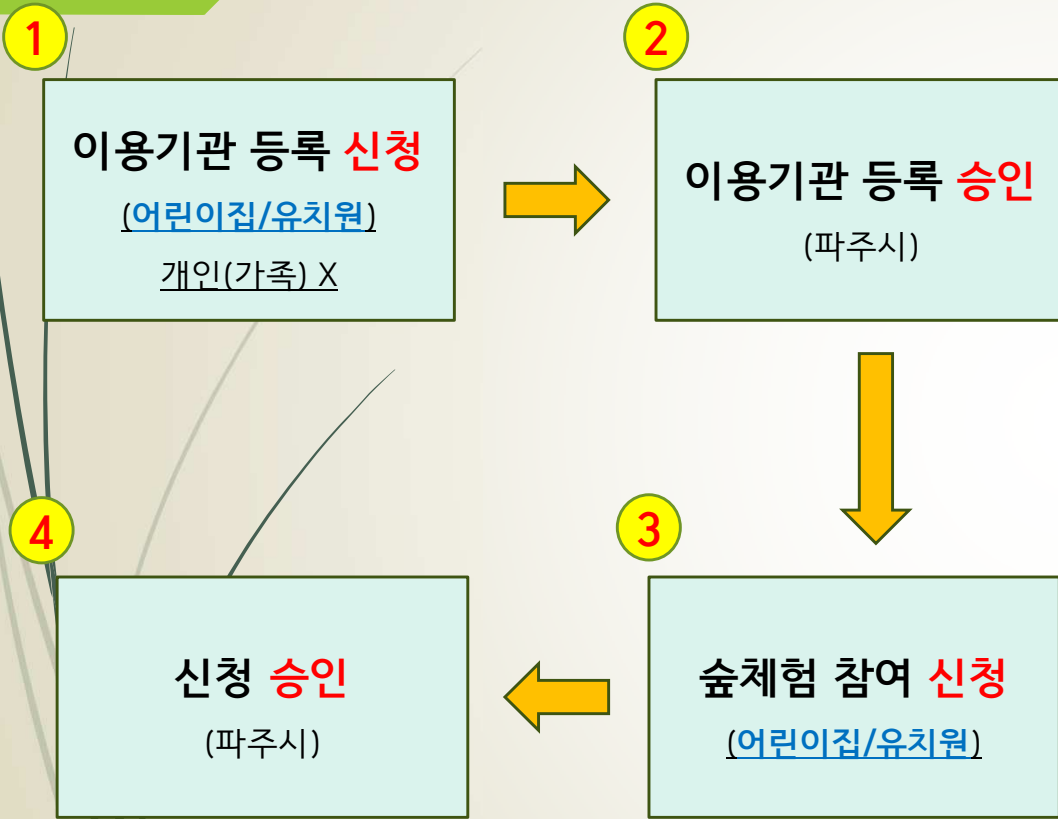 1
이용기관 등록 신청
(어린이집/유치원)
개인(가족) X
2
이용기관 등록 승인
(파주시)
3
숲체험 참여 신청
(어린이집/유치원)
4
신청 승인
(파주시)